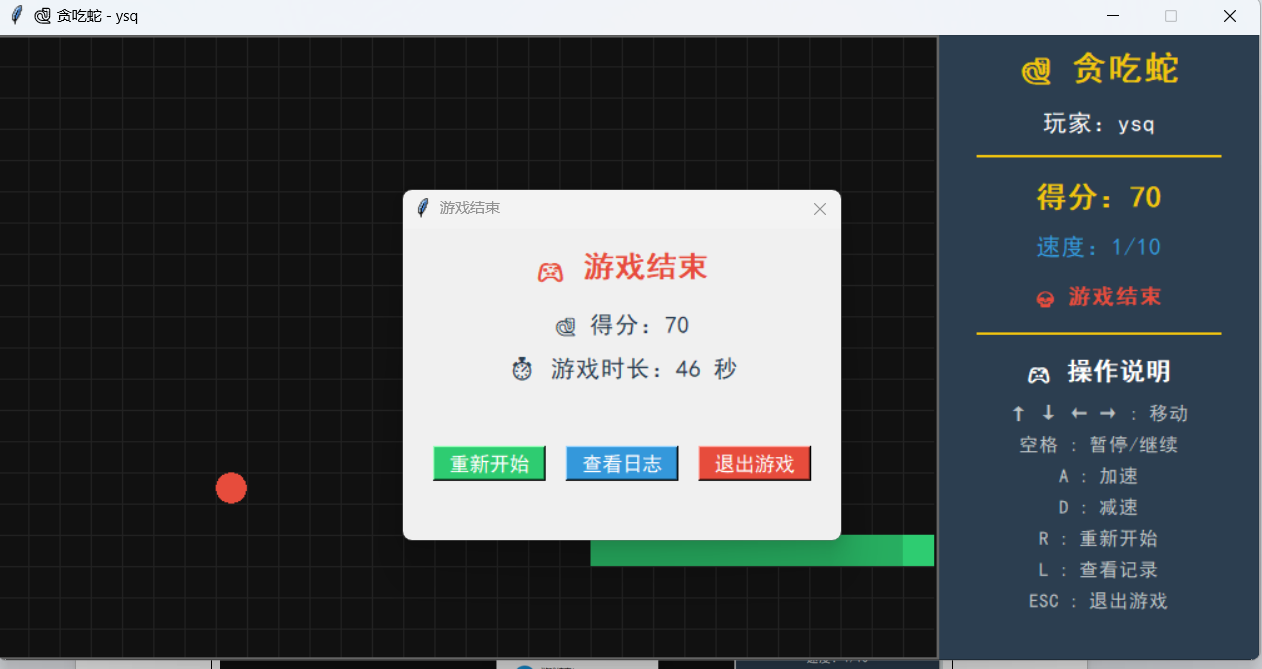 贪吃蛇 - ysq
贪吃蛇
玩家：ysq
得分：70
速度：1/10
游戏结束
操作说明
↑ ↓ ← → : 移动
空格 : 暂停/继续
A : 加速
D : 减速
R : 重新开始
L : 查看记录
ESC : 退出游戏
游戏结束
游戏结束
得分：70
游戏时长：46 秒
重新开始 查看日志 退出游戏